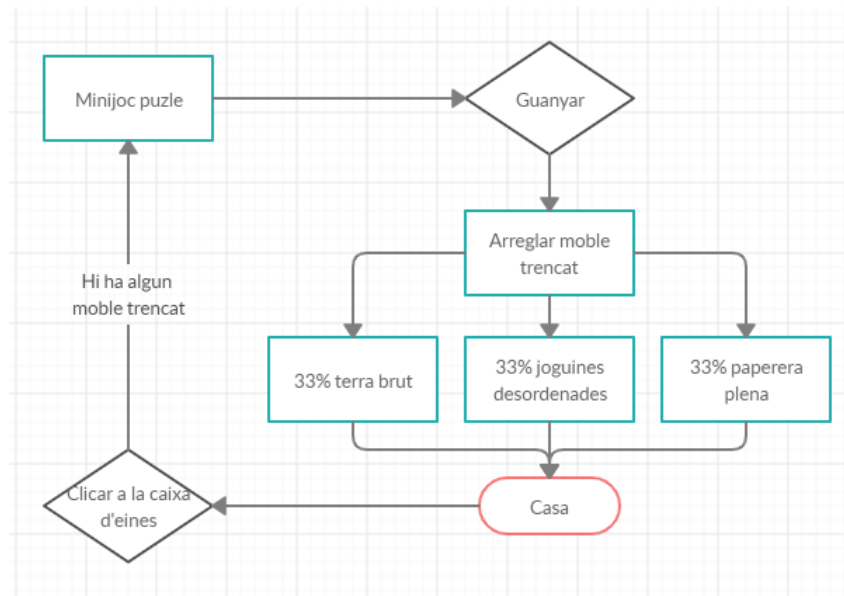 Minijoc puzle
Guanyar
Arreglar moble
trencat
Hi ha algun
moble trencat
33% terra brut
33% joguines
desordenades
33% paperera
plena
Clicar a la caixa
d'eines
Casa